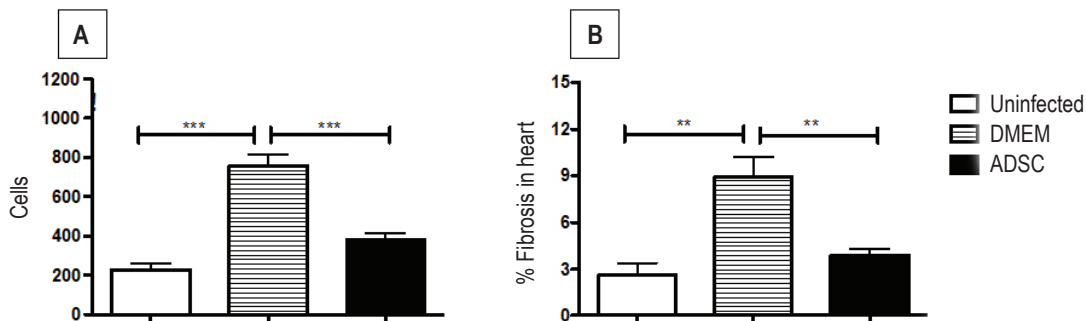 A
Cells
1200
1000
800
600
400
200
0
***
***
B
% Fibrosis in heart
15
12
9
6
3
0
**
**
Uninfected
DMEM
ADSC